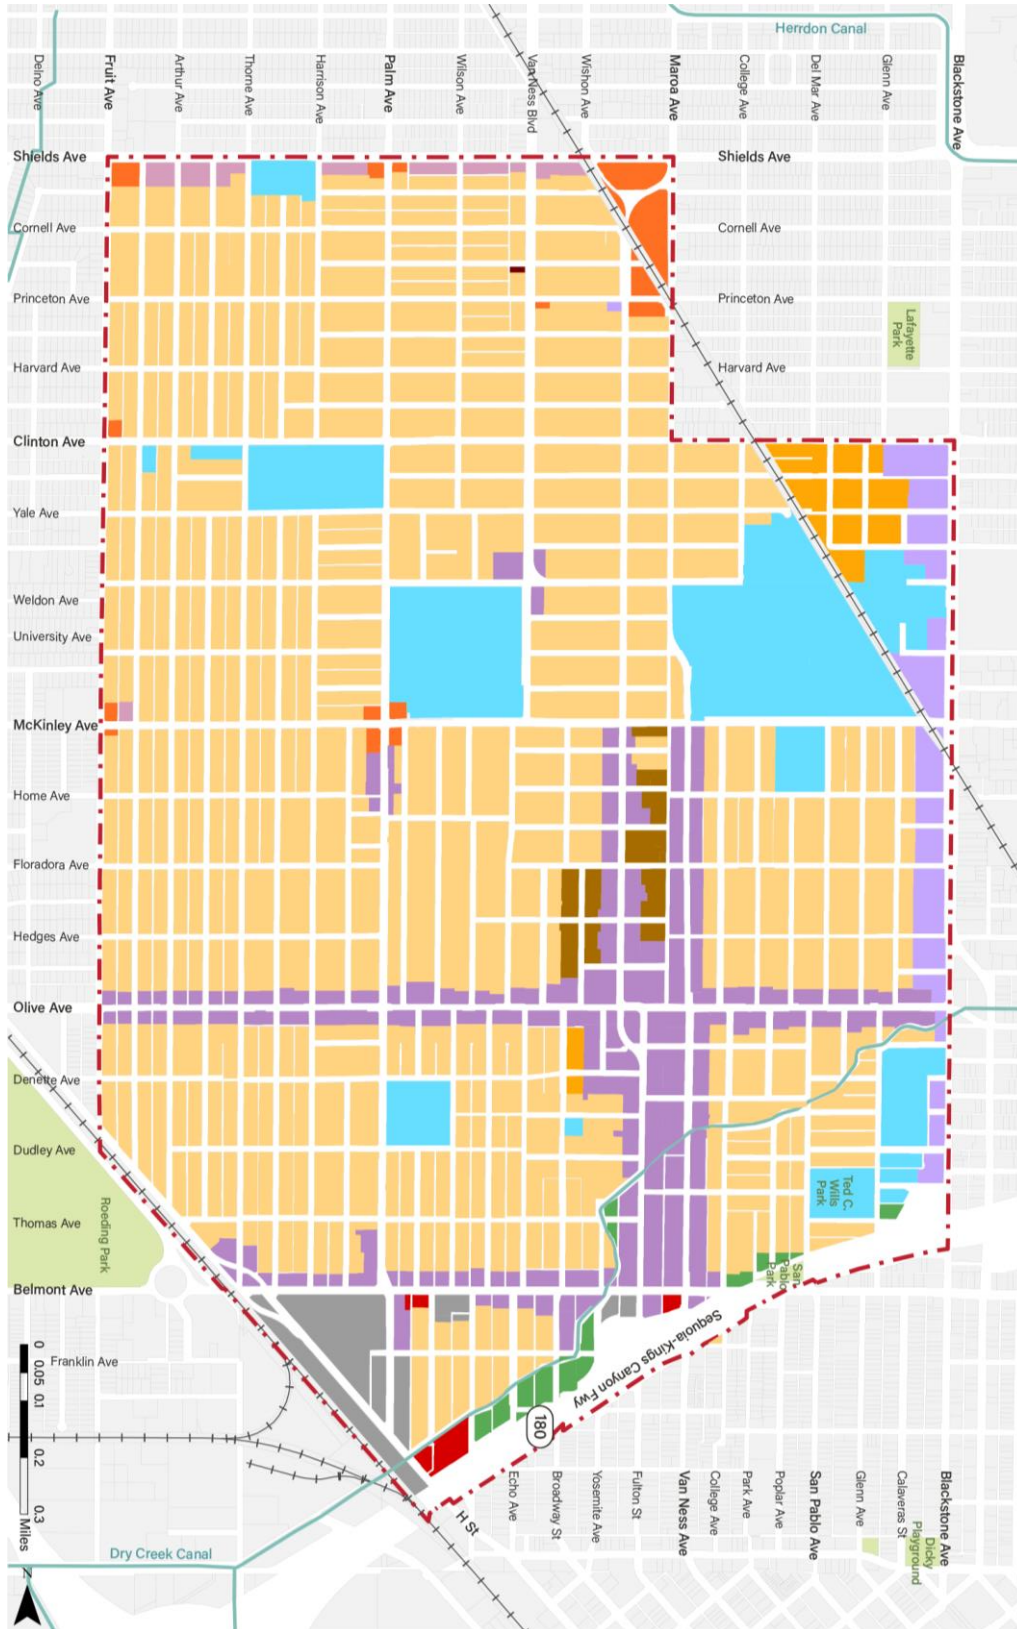 Herrdon Canal
Delno Ave
Fruit Ave
Arthur Ave
Thorne Ave
Harrison Ave
Palm Ave
Wilson Ave
Van Ness Blvd
Wishon Ave
Maroa Ave
College Ave
Del Mar Ave
Glenn Ave
Blackstone Ave
Shields Ave
Shields Ave
Cornell Ave
Cornell Ave
Princeton Ave
Princeton Ave
Lafayette
Park
Harvard Ave
Harvard Ave
Clinton Ave
Yale Ave
Weldon Ave
University Ave
McKinley Ave
Home Ave
Floradora Ave
Hedges Ave
Olive Ave
Denette Ave
Dudley Ave
Ted C.
Wills
Park
Thomas Ave
Roeding Park
San
Pablo
Park
Belmont Ave
Sequoia-Kings Canyon Fwy
180
Franklin Ave
0
0.05
0.1
0.2
0.3
Miles
H St
Echo Ave
Broadway St
Yosemite Ave
Fulton St
Van Ness Ave
College Ave
Park Ave
Poplar Ave
San Pablo Ave
Glenn Ave
Calaveras St
Blackstone Ave
Dicky
Playground
Dry Creek Canal
N